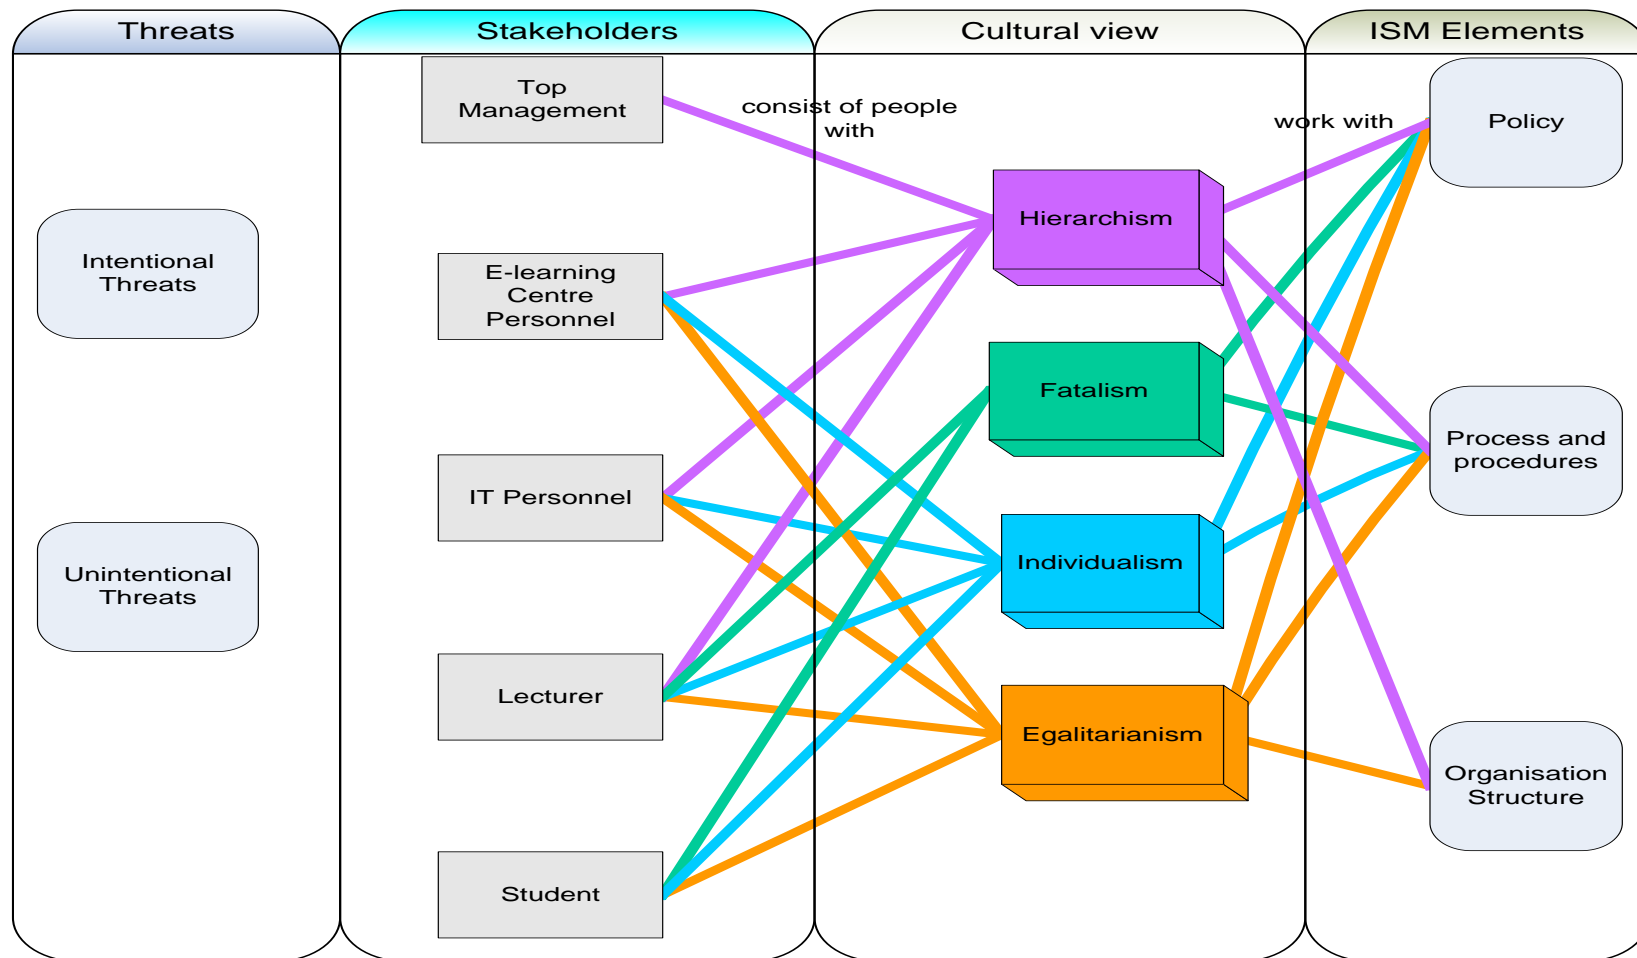 Threats
Stakeholders
Cultural view
ISM Elements
Top
Management
consist of people
with
work with
Policy
Hierarchism
Intentional
Threats
E-learning
Centre
Personnel
Fatalism
Process and
procedures
IT Personnel
Individualism
Unintentional
Threats
Lecturer
Egalitarianism
Organisation
Structure
Student